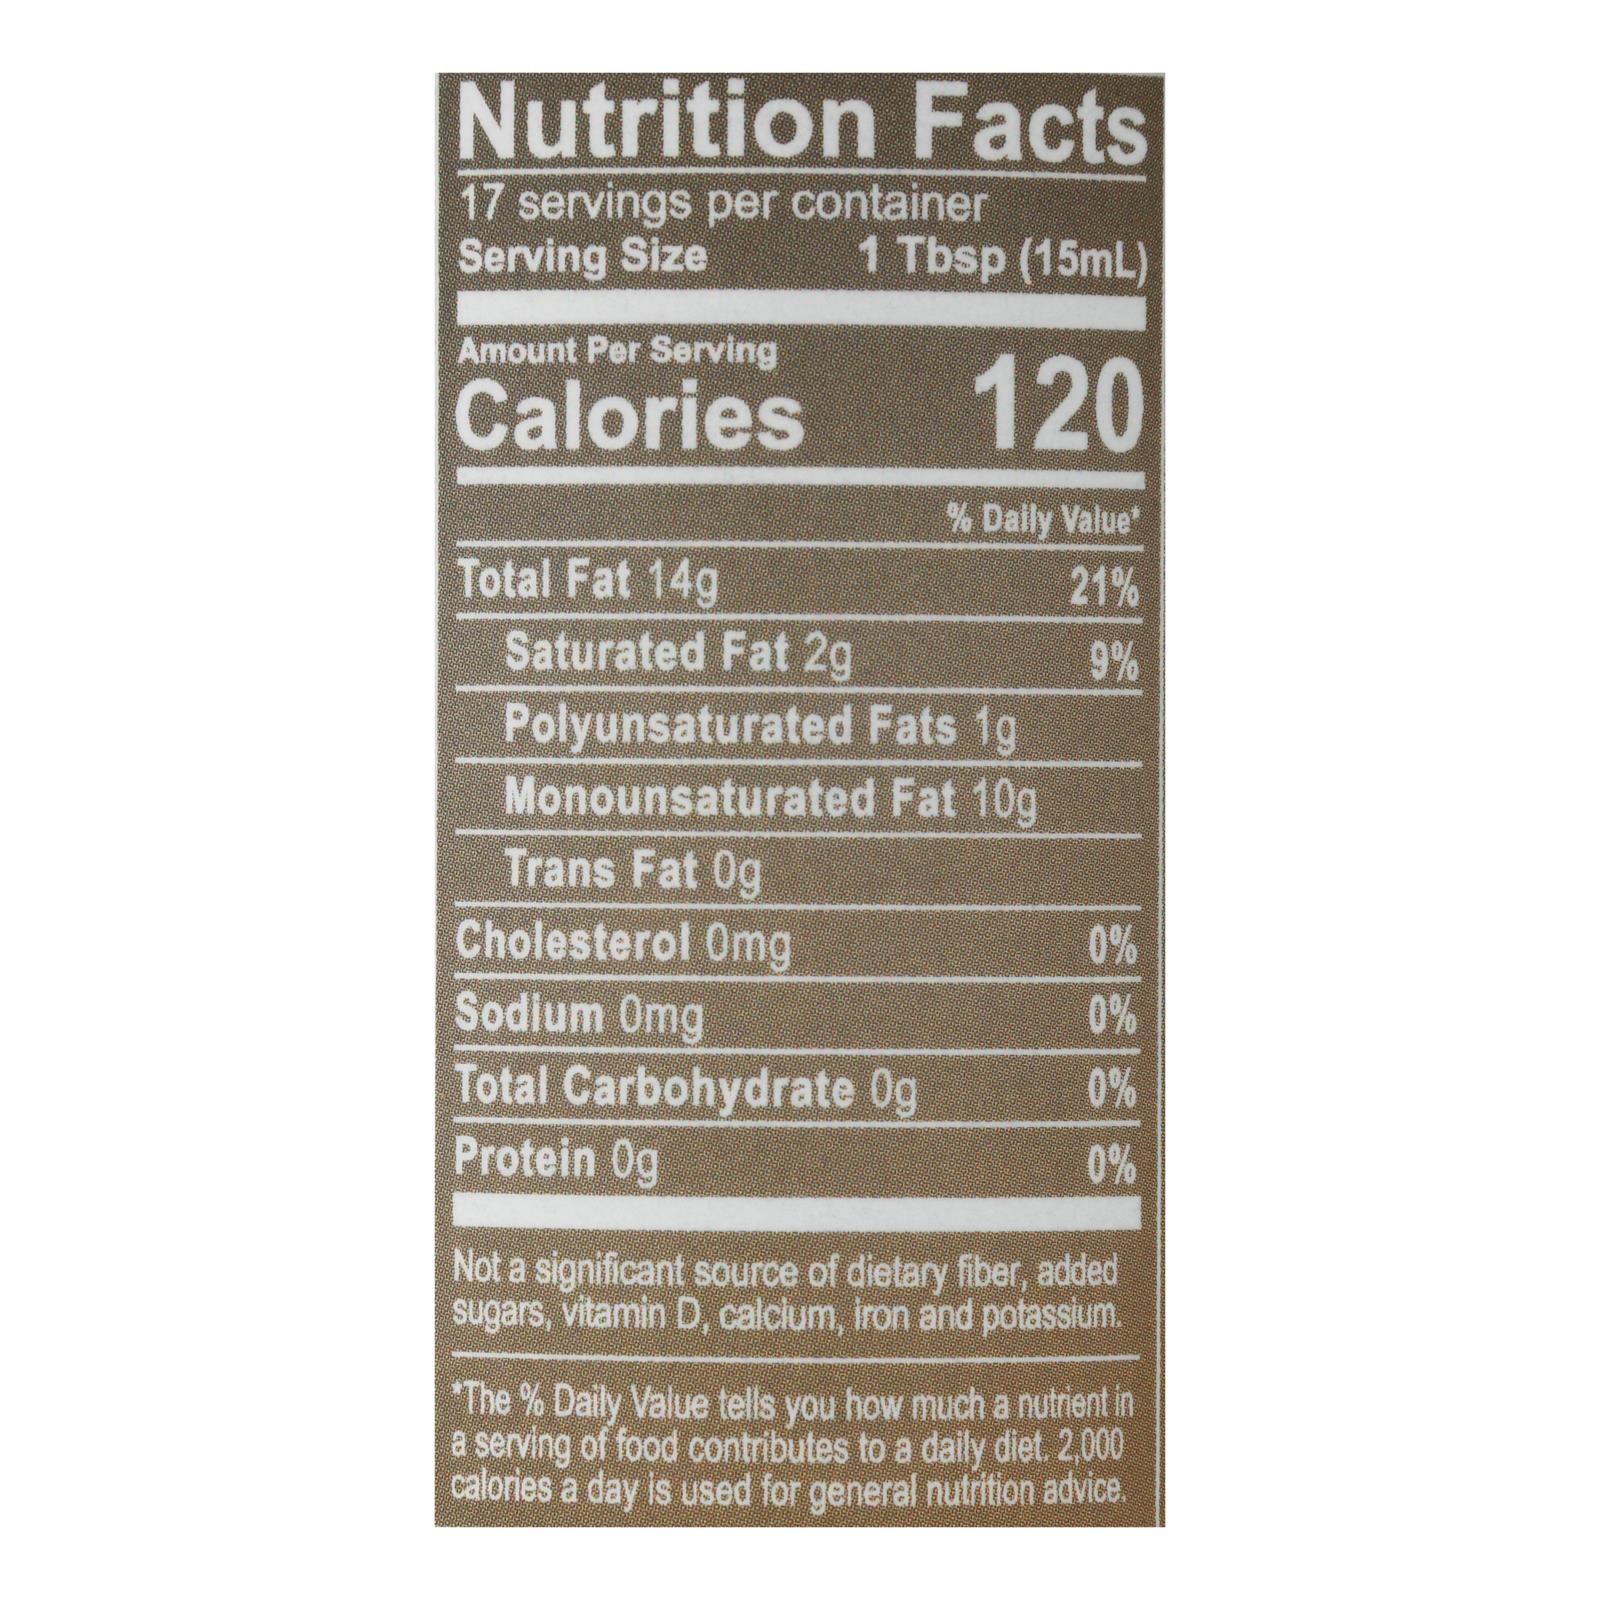 Nutrition Facts
17 servings per container
Serving Size 1 Tbsp (15mL)
Amount Per Serving
Calories 120
% Daily Value*
Total Fat 14g 21%
Saturated Fat 2g 9%
Polyunsaturated Fats 1g
Monounsaturated Fat 10g
Trans Fat 0g
Cholesterol 0mg 0%
Sodium 0mg 0%
Total Carbohydrate 0g 0%
Protein 0g 0%
Not a significant source of dietary fiber, added
sugars, vitamin D, calcium, iron and potassium.
*The % Daily Value tells you how much a nutrient in
a serving of food contributes to a daily diet. 2,000
calories a day is used for general nutrition advice.